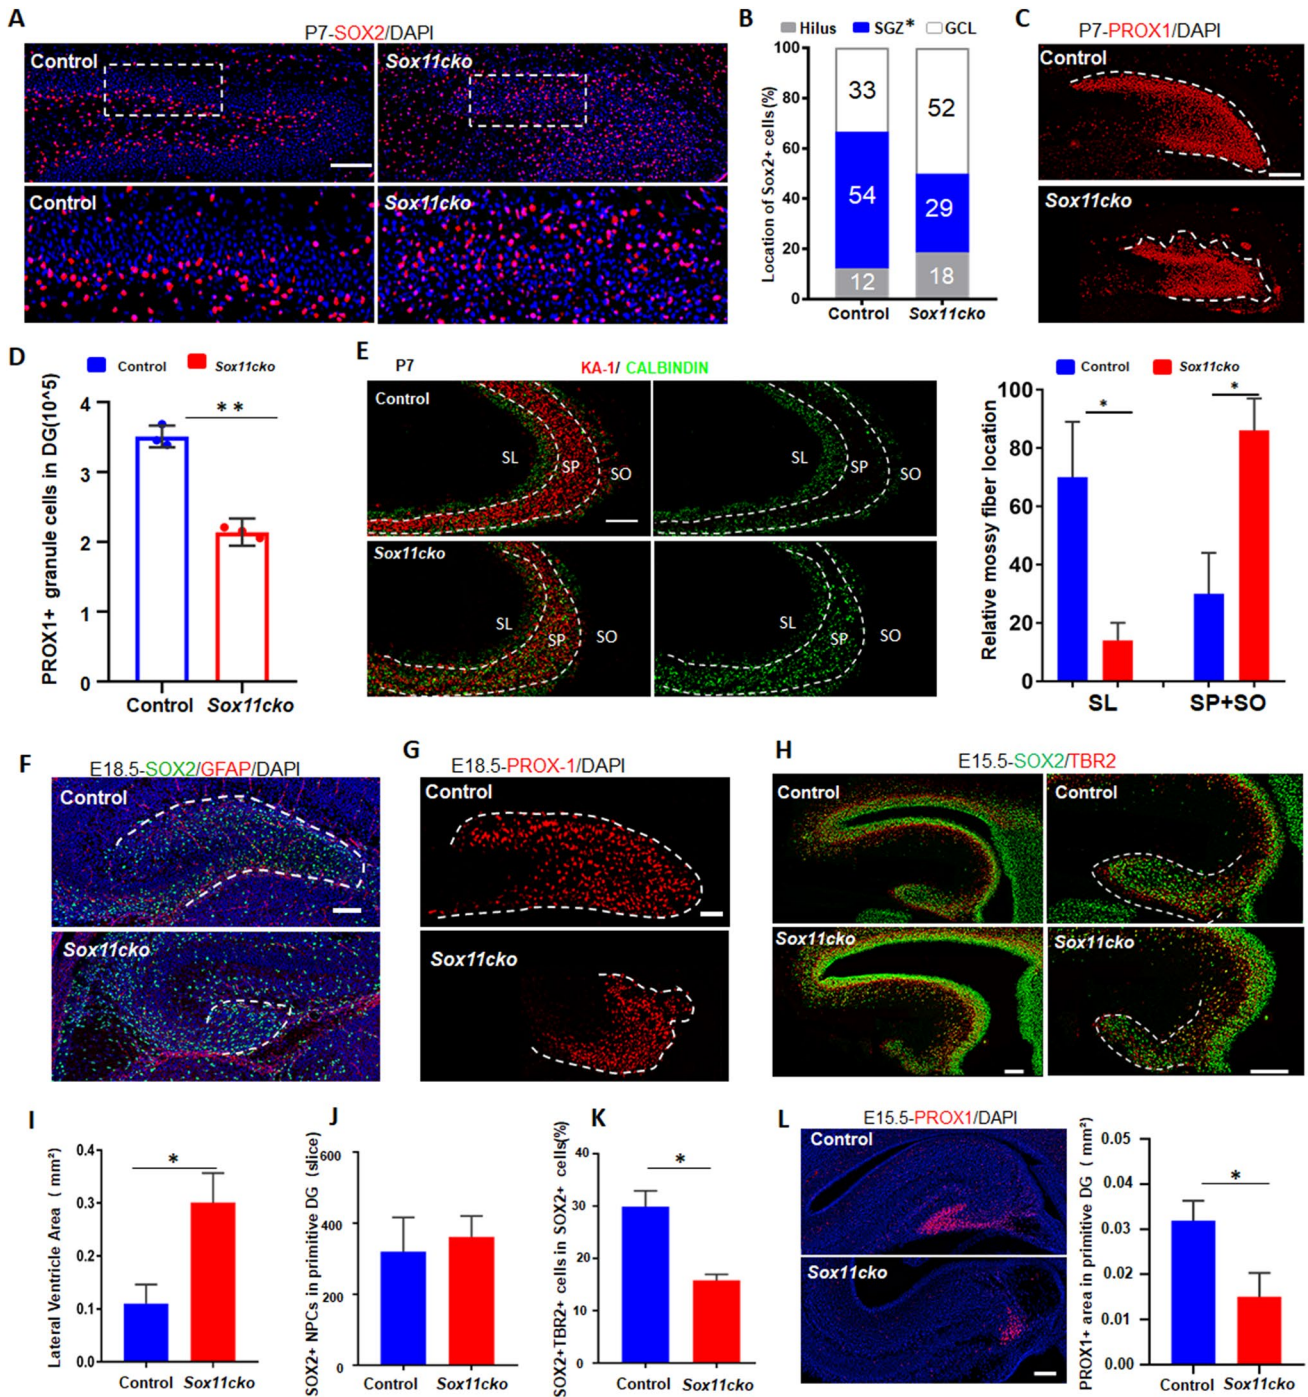 A
P7-SOX2/DAPI
Control
Sox11cko
Control
Sox11cko
B
Hilus SGZ* GCL
Location of Sox2+ cells(%)
100
80
60
40
20
0
33
54
12
52
29
18
Control Sox11cko
C
P7-PROX1/DAPI
Control
Sox11cko
D
Control Sox11cko
PROX1+ granule cells in DG(10^5)
4
3
2
1
0
**
Control Sox11cko
E
P7
KA-1/ CALBINDIN
Control
SL SP SO
SL SP SO
Sox11cko
SL SP SO
SL SP SO
Control Sox11cko
Relative mossy fiber location
100
80
60
40
20
0
*
*
SL SP+SO
F
E18.5-SOX2/GFAP/DAPI
Control
Sox11cko
G
E18.5-PROX-1/DAPI
Control
Sox11cko
H
E15.5-SOX2/TBR2
Control
Control
Sox11cko
Sox11cko
I
Lateral Ventricle Area ( mm²)
0.4
0.3
0.2
0.1
0.0
*
Control Sox11cko
J
SOX2+ NPCs in primitive DG (slice)
600
400
200
0
Control Sox11cko
K
SOX2+TBR2+ cells in SOX2+ cells(%)
40
30
20
10
0
*
Control Sox11cko
L
E15.5-PROX1/DAPI
Control
Sox11cko
PROX1+ area in primitive DG ( mm²)
0.05
0.04
0.03
0.02
0.01
0.00
*
Control Sox11cko